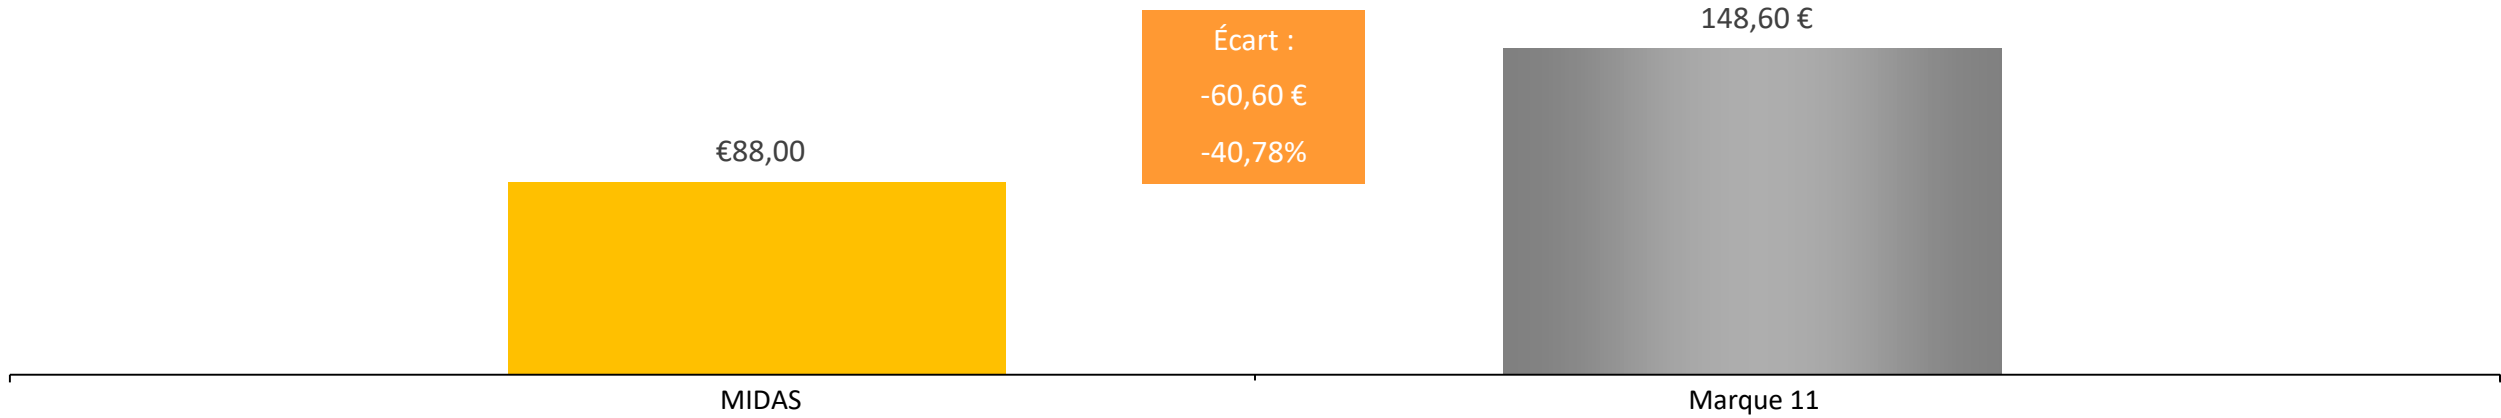 148,60 €
Écart :
-60,60 €
-40,78%
€88,00
MIDAS
Marque 11